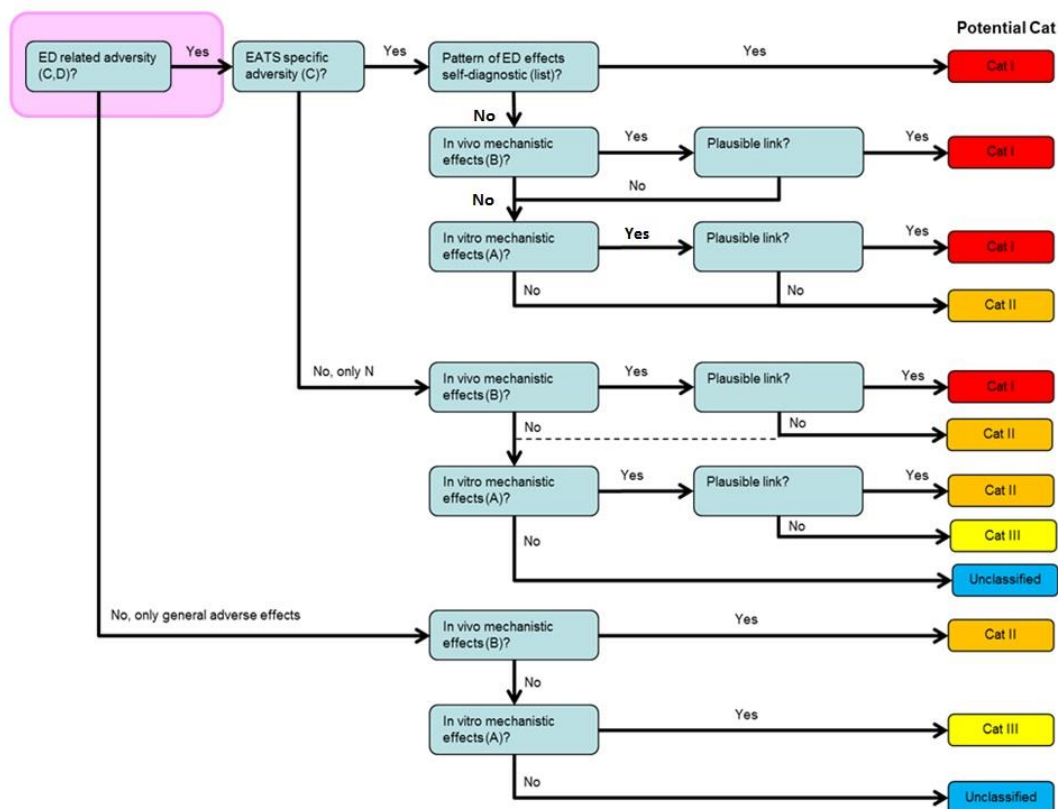 Potential Cat
ED related adversity
(C,D)?
Yes
EATS specific
adversity (C)?
Yes
Pattern of ED effects
self-diagnostic (list)?
Yes
Cat I
No
In vivo mechanistic
effects (B)?
Yes
Plausible link?
Yes
Cat I
No
No
In vitro mechanistic
effects (A)?
Yes
Plausible link?
Yes
Cat I
No
No
Cat II
No, only N
In vivo mechanistic
effects (B)?
Yes
Plausible link?
Yes
Cat I
No
No
Cat II
In vitro mechanistic
effects (A)?
Yes
Plausible link?
Yes
Cat II
No
No
Cat III
Unclassified
No, only general adverse effects
In vivo mechanistic
effects (B)?
Yes
Cat II
No
In vitro mechanistic
effects (A)?
Yes
Cat III
No
Unclassified